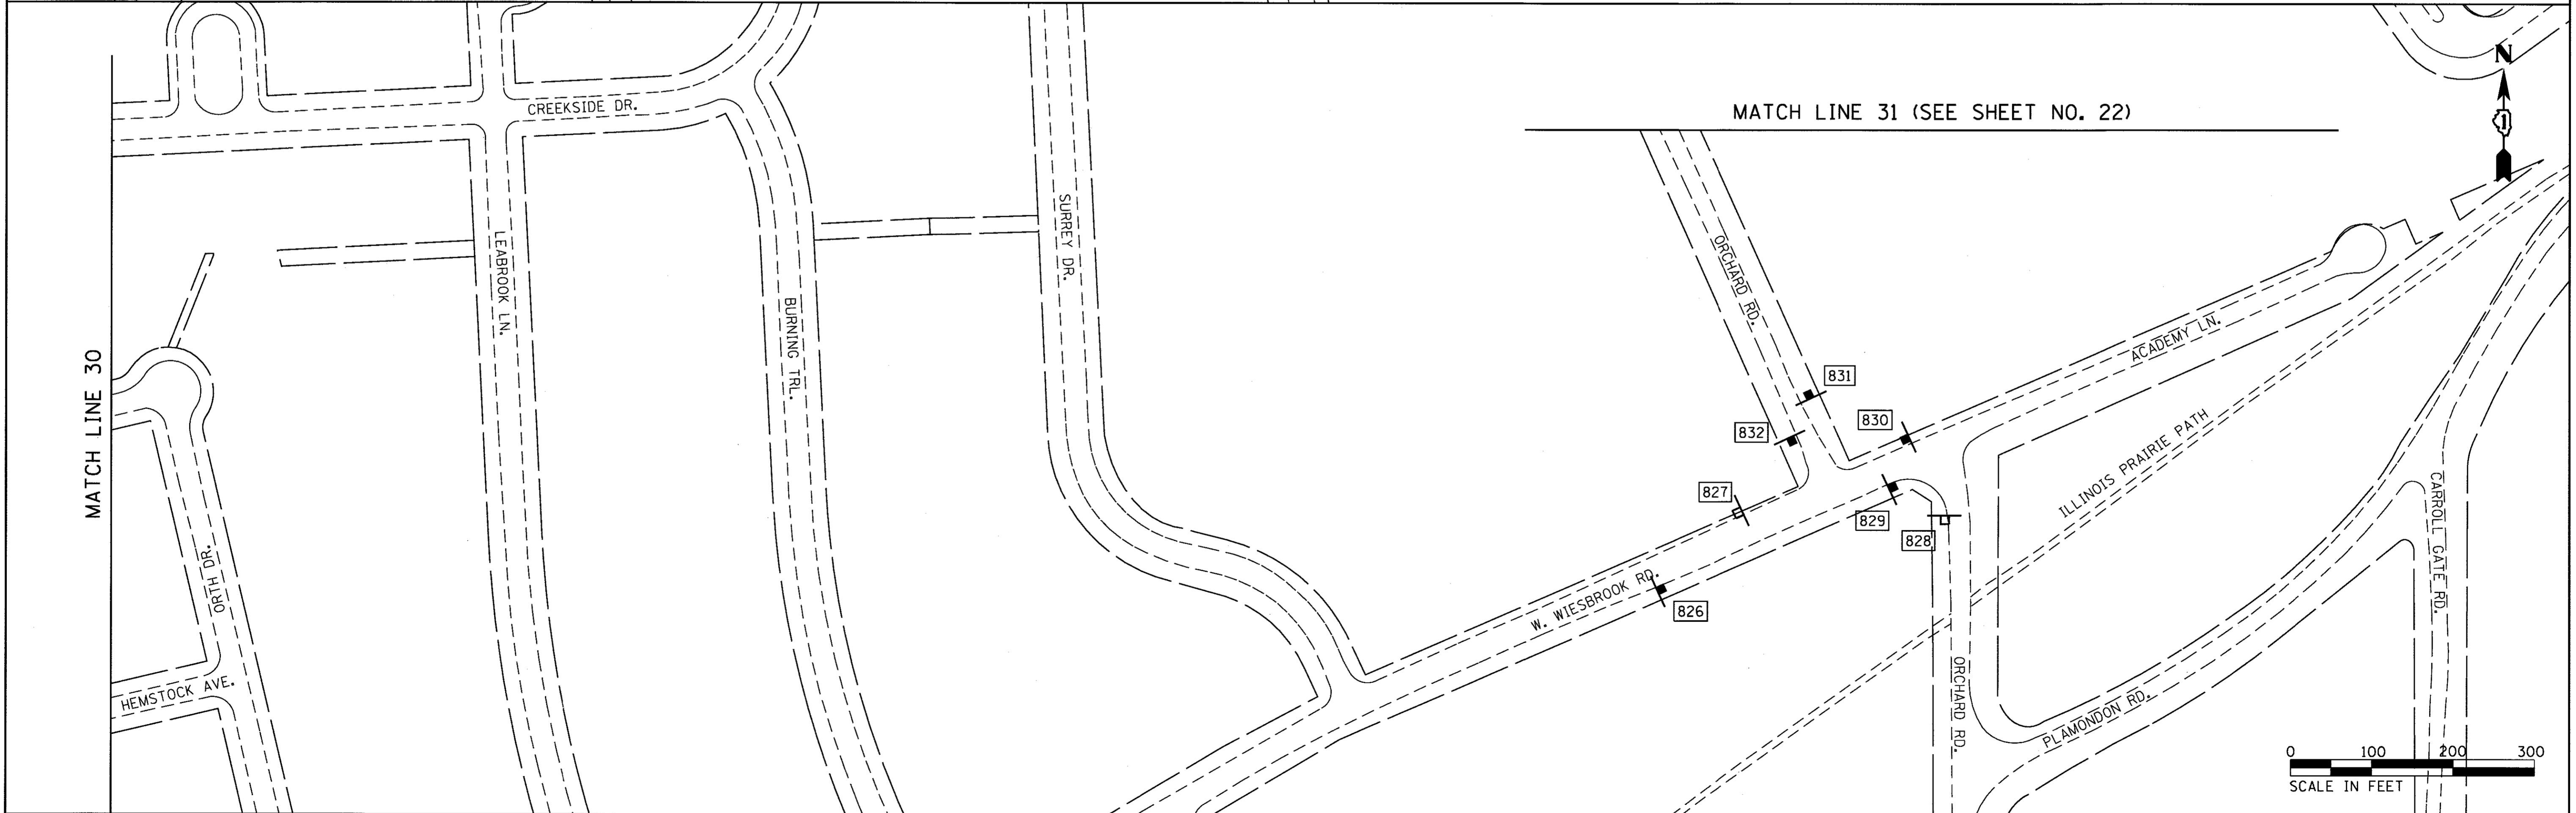 N
1
MATCH LINE 31 (SEE SHEET NO. 22)
CREEKSIDE DR.
LEABROOK LN.
SURREY DR.
BURNING TRL.
ORCHARD RD.
ACADEMY LN.
MATCH LINE 30
831
830
832
827
829
828
826
ILLINOIS PRAIRIE PATH
CARROLL GATE RD.
ORTH DR.
W. WIESBROOK RD.
HEMSTOCK AVE.
ORCHARD RD.
PLAMONDON RD.
0 100 200 300
SCALE IN FEET